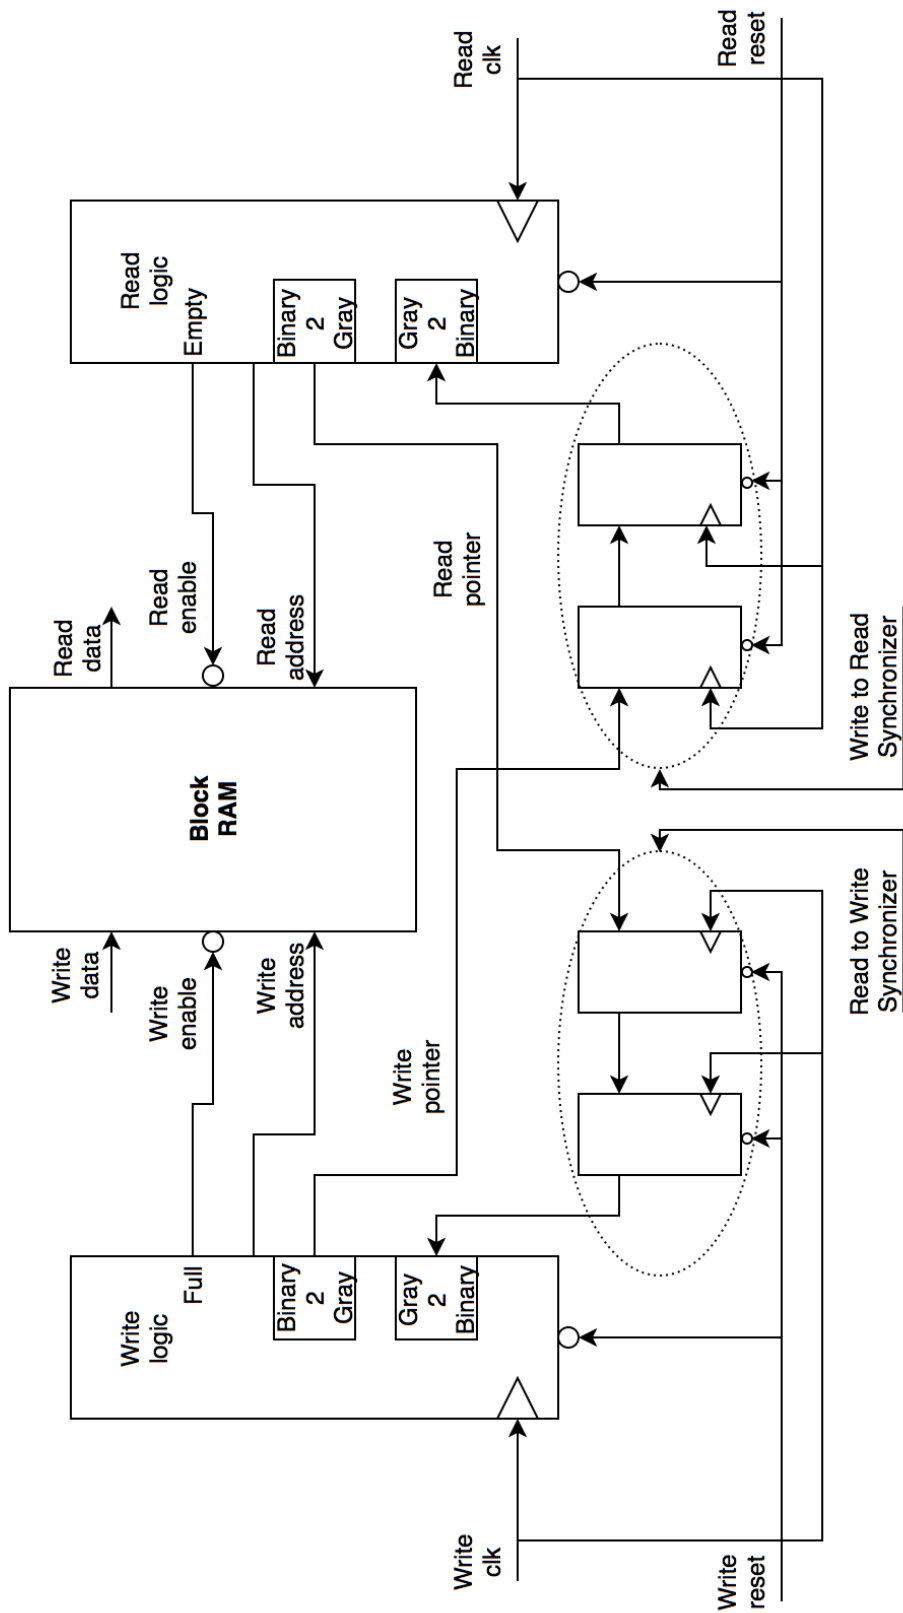 Write
data
Read
data
Write
logic
Full
Write
enable
Block
RAM
Read
enable
Read
logic
Empty
Write
address
Read
address
Binary
2
Gray
Binary
2
Gray
Gray
2
Binary
Write
pointer
Read
pointer
Gray
2
Binary
Write
clk
Read
clk
Write
reset
Read
reset
Read to Write
Synchronizer
Write to Read
Synchronizer